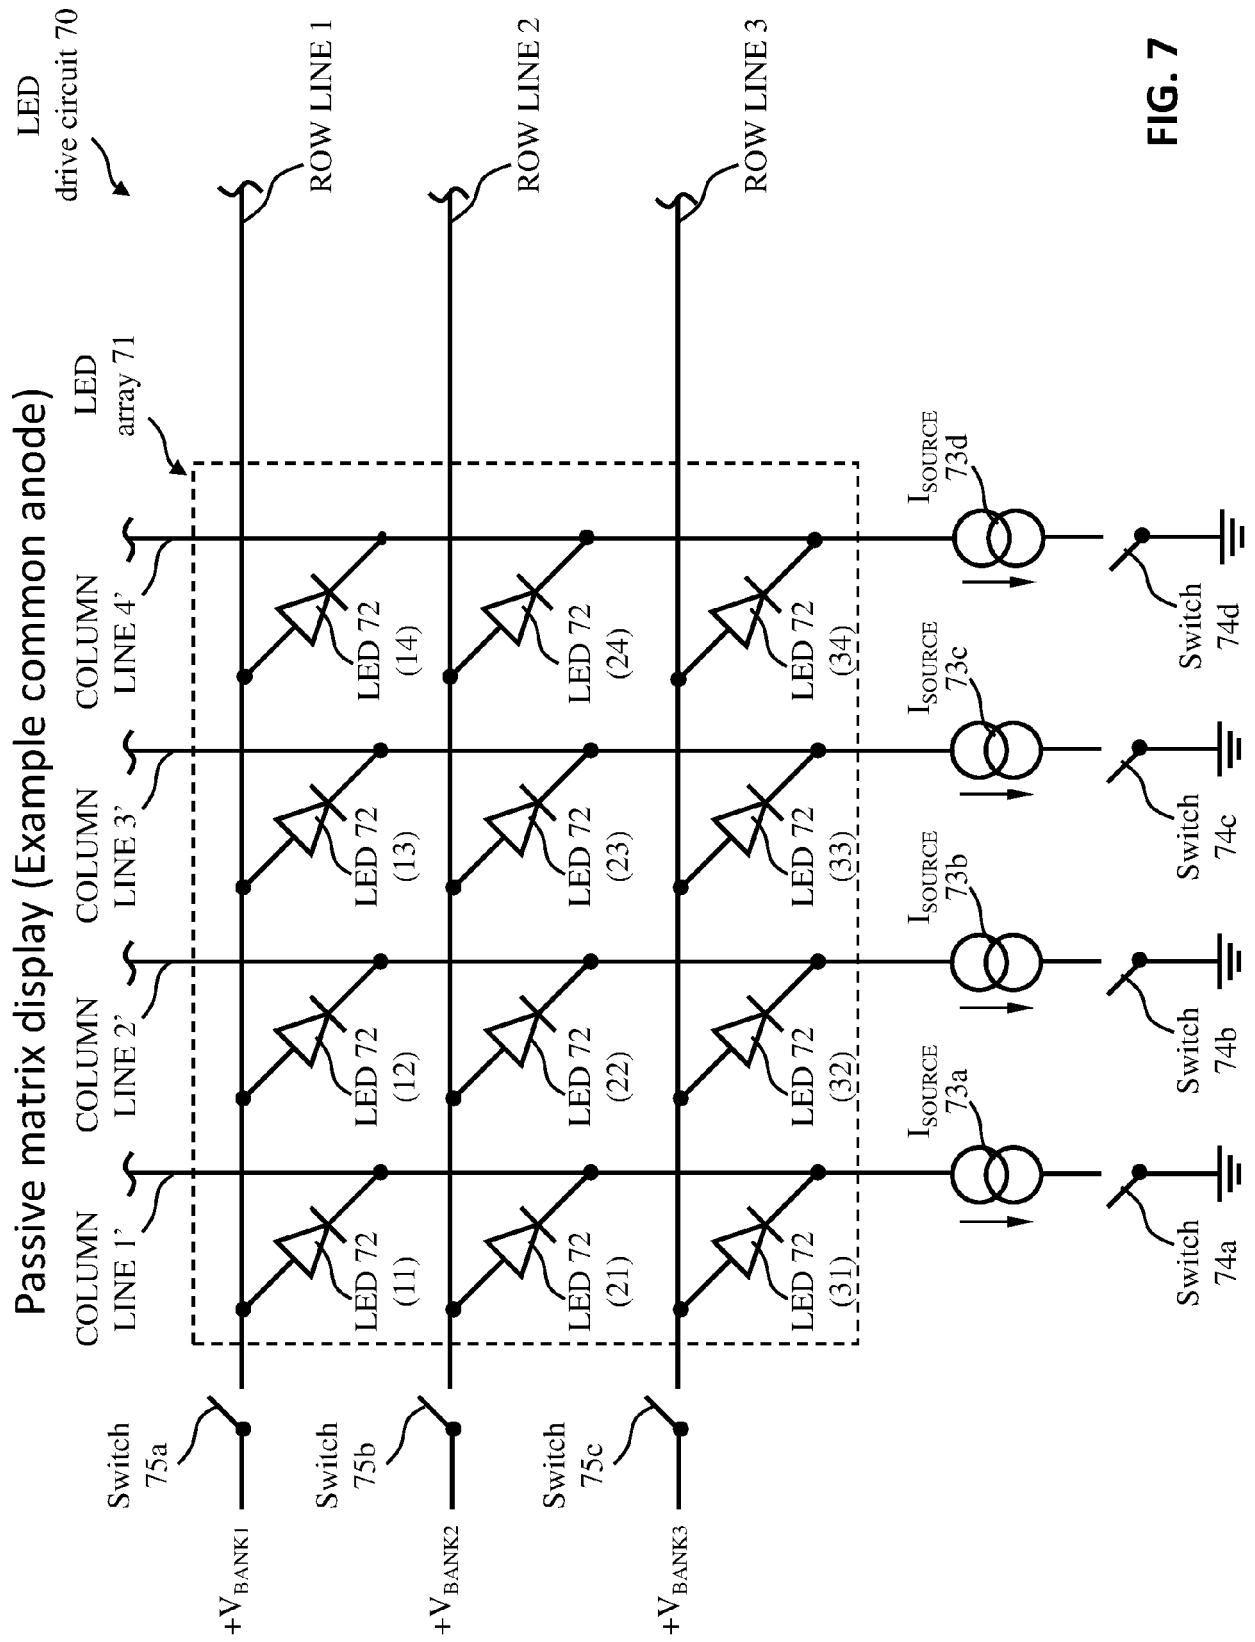 Passive matrix display (Example common anode)
LED
drive circuit 70
LED
array 71
COLUMN
LINE 1’
COLUMN
LINE 2’
COLUMN
LINE 3’
COLUMN
LINE 4’
Switch
75a
+VBANK1
LED 72
(11)
LED 72
(12)
LED 72
(13)
LED 72
(14)
ROW LINE 1
Switch
75b
+VBANK2
LED 72
(21)
LED 72
(22)
LED 72
(23)
LED 72
(24)
ROW LINE 2
Switch
75c
+VBANK3
LED 72
(31)
LED 72
(32)
LED 72
(33)
LED 72
(34)
ROW LINE 3
ISOURCE
73a
ISOURCE
73b
ISOURCE
73c
ISOURCE
73d
Switch
74a
Switch
74b
Switch
74c
Switch
74d
FIG. 7